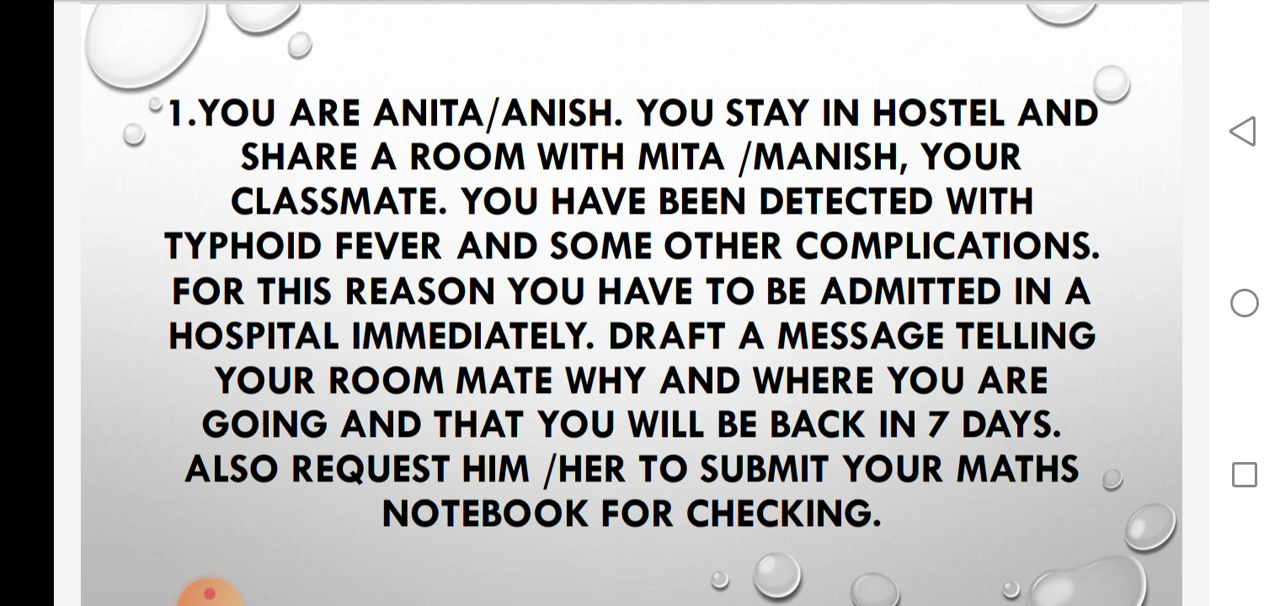 1.YOU ARE ANITA/ANISH. YOU STAY IN HOSTEL AND
SHARE A ROOM WITH MITA /MANISH, YOUR
CLASSMATE. YOU HAVE BEEN DETECTED WITH
TYPHOID FEVER AND SOME OTHER COMPLICATIONS.
FOR THIS REASON YOU HAVE TO BE ADMITTED IN A
HOSPITAL IMMEDIATELY. DRAFT A MESSAGE TELLING
YOUR ROOM MATE WHY AND WHERE YOU ARE
GOING AND THAT YOU WILL BE BACK IN 7 DAYS.
ALSO REQUEST HIM /HER TO SUBMIT YOUR MATHS
NOTEBOOK FOR CHECKING.